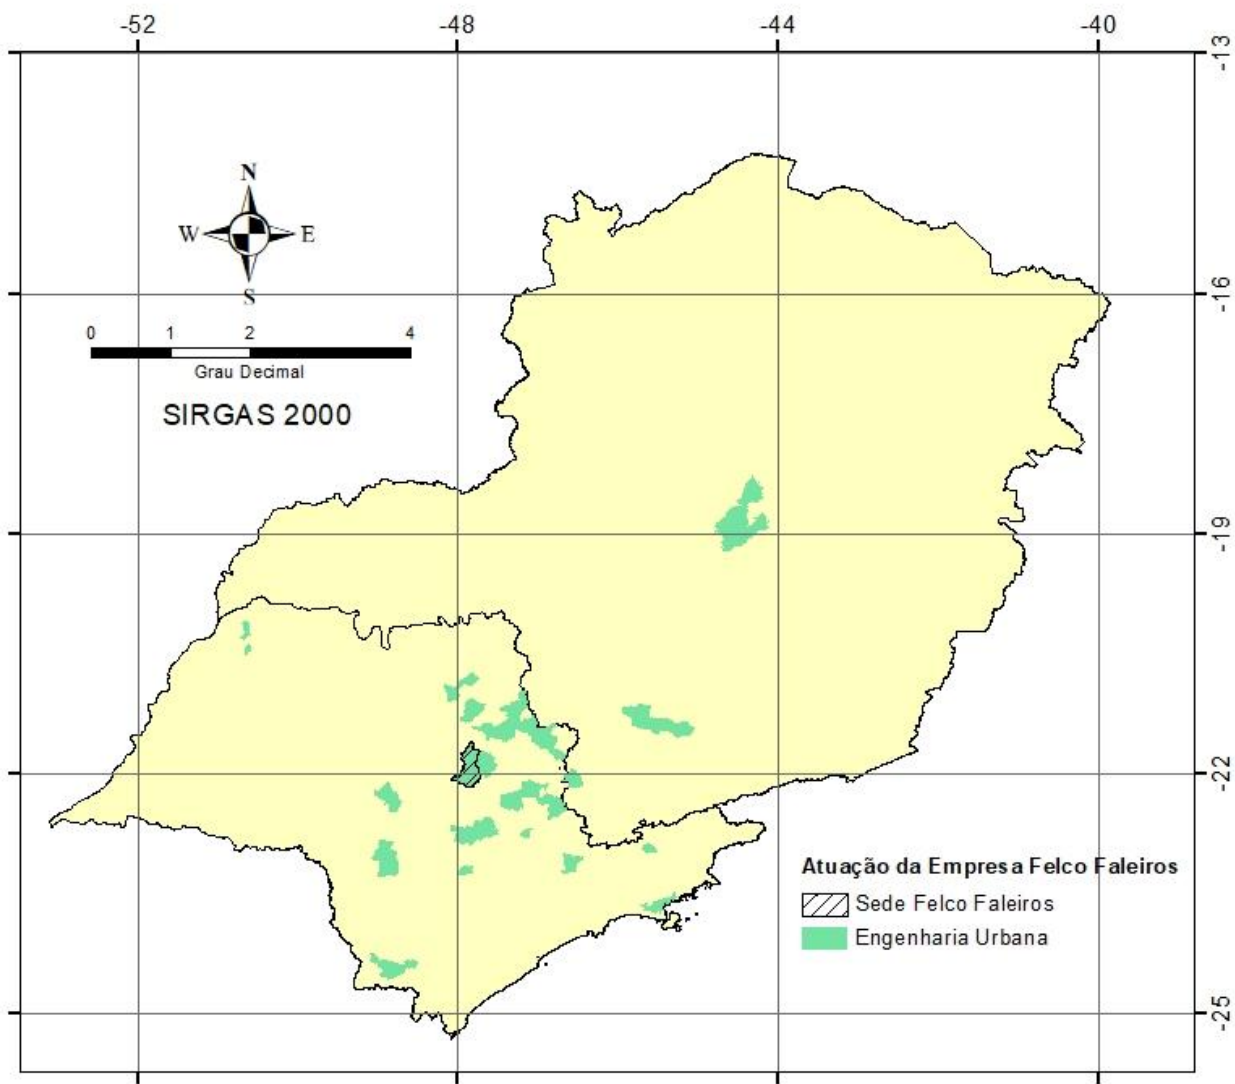 -52 -48 -44 -40
-13
N
W E
S
-16
0 1 2 4
Grau Decimal
SIRGAS 2000
-19
-22
Atuação da Empresa Felco Faleiros
Sede Felco Faleiros
Engenharia Urbana
-25